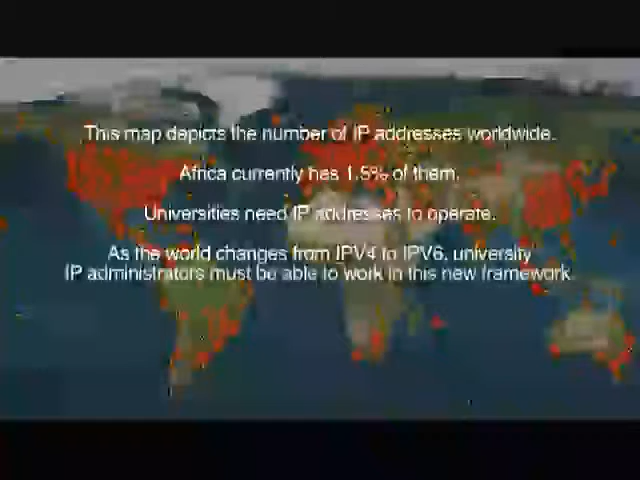 This map depicts the number of IP addresses worldwide.
Africa currently has 1.5% of them.
Universities need IP addresses to operate.
As the world changes from IPV4 to IPV6, university
IP administrators must be able to work in this new framework.